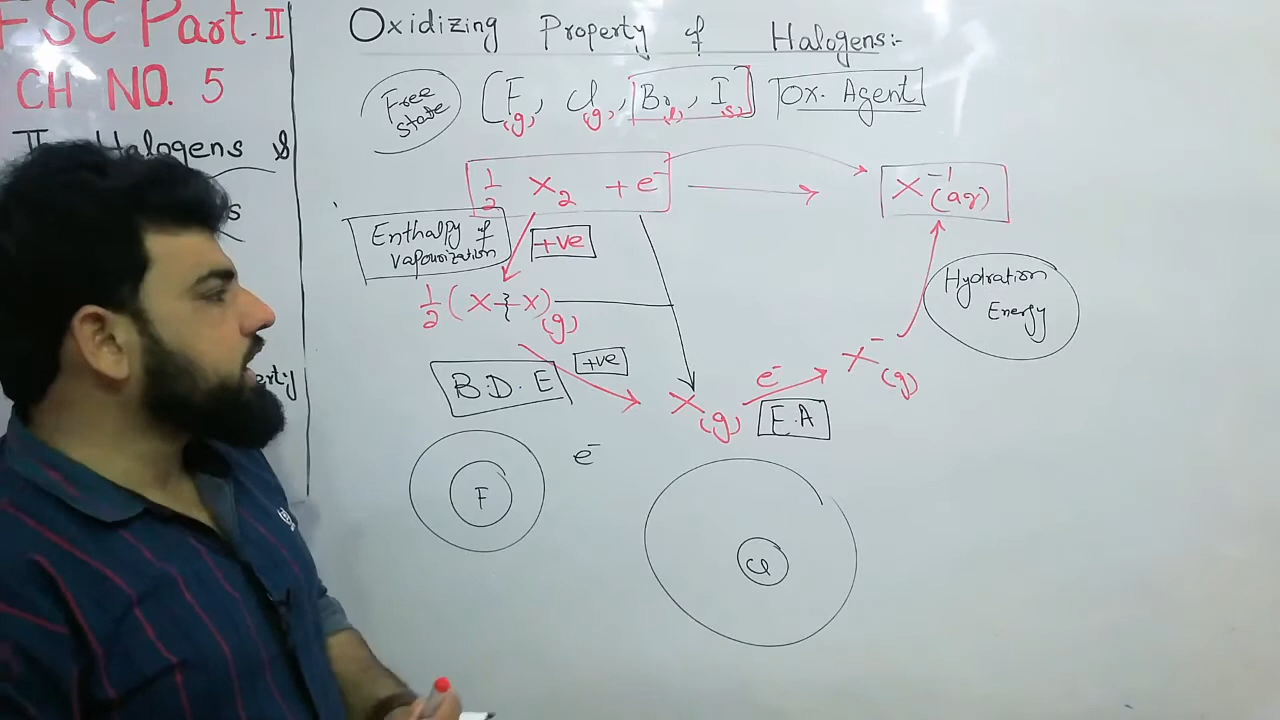 FSC Part.II
CH NO. 5
Halogens &
s
erty
Oxidizing Property of Halogens:-
Free state
[F(g), Cl(g), Br(l), I(s)] Ox. Agent
1/2 X2 + e- → X-1(aq)
Enthalpy of vapourization
+ve
1/2 (X-X)(g)
Hydration Energy
B.D.E
+ve
X(g)
e-
X-(g)
E.A
F
e-
Cl